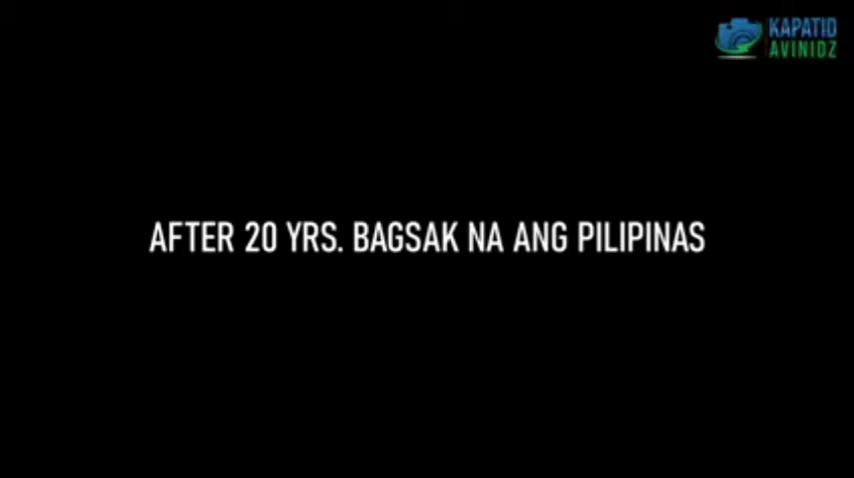 KAPATID
AVINIDZ
AFTER 20 YRS. BAGSAK NA ANG PILIPINAS